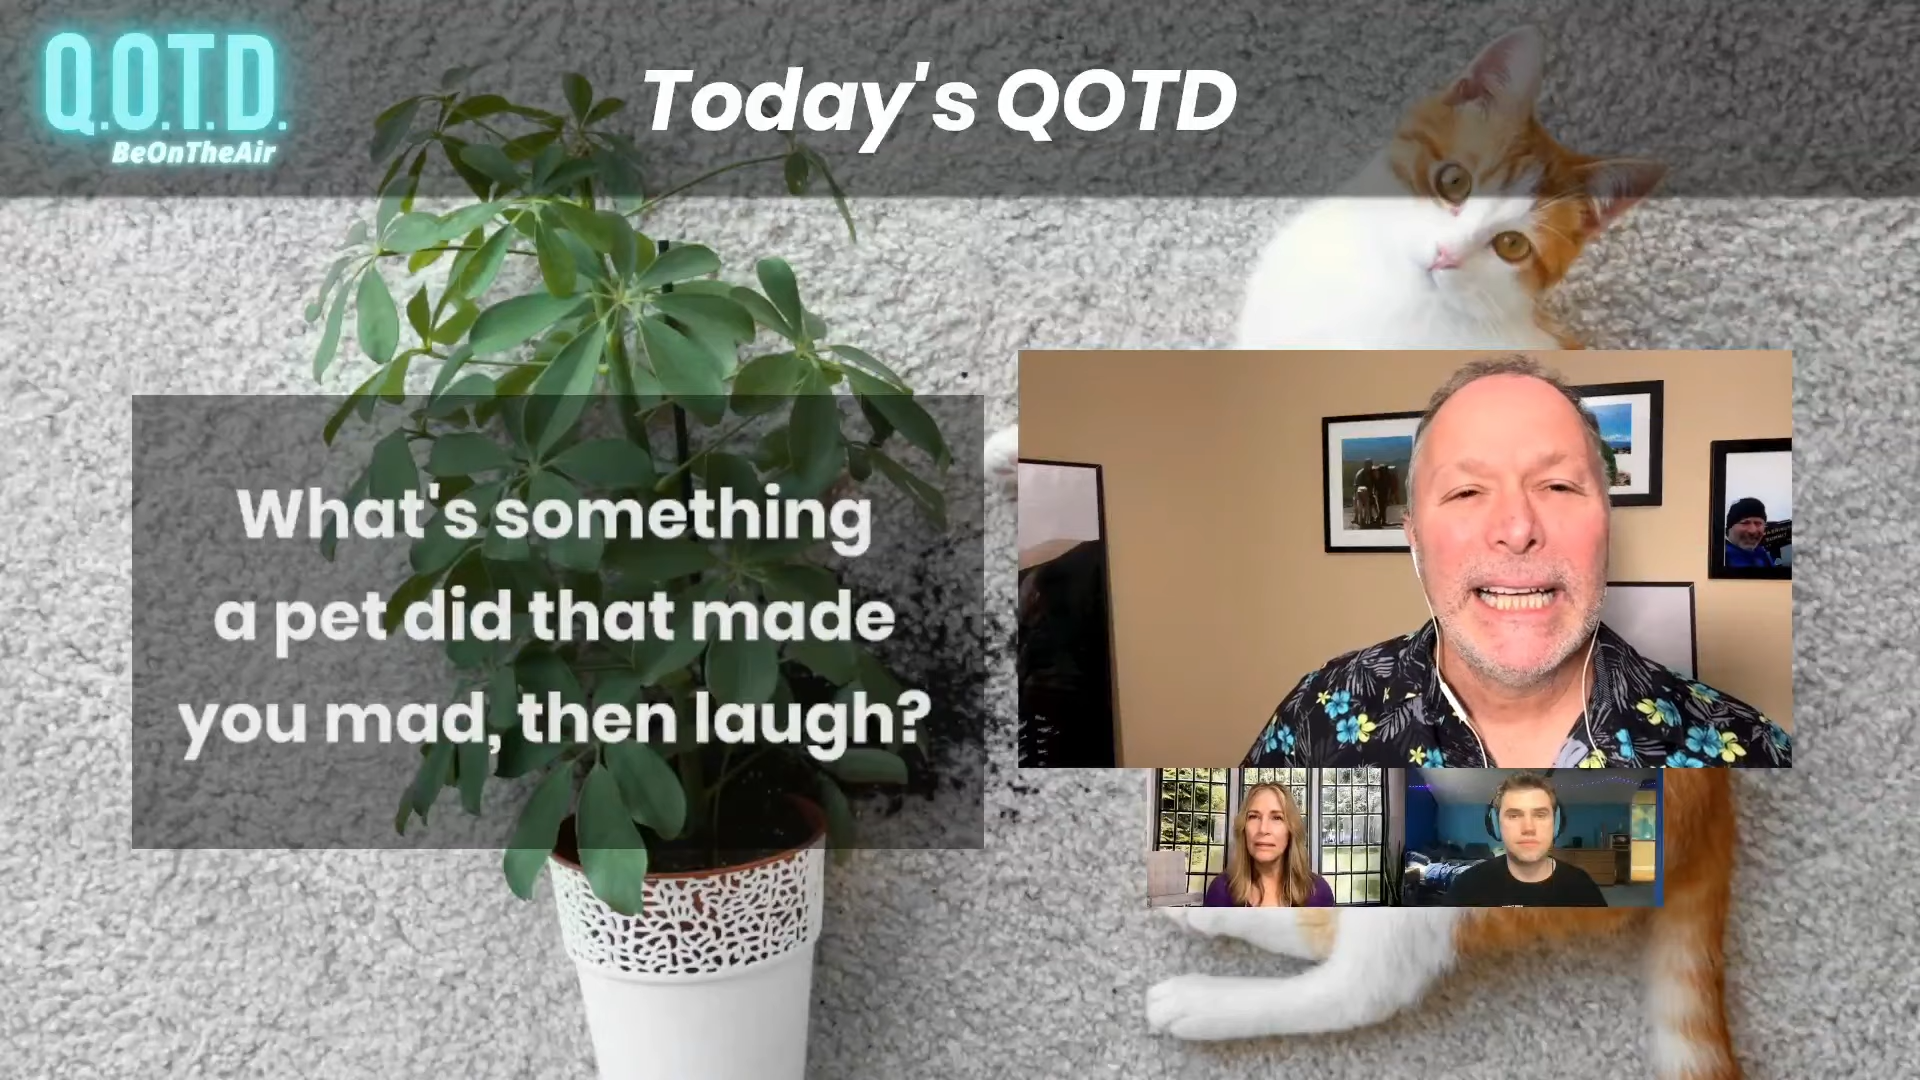 Q.O.T.D.
BeOnTheAir
Today's QOTD
What's something
a pet did that made
you mad, then laugh?